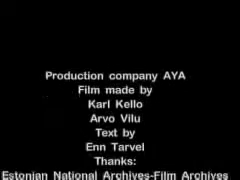 Production company AYA
Film made by
Karl Kello
Arvo Vilu
Text by
Enn Tarvel
Thanks:
Estonian National Archives-Film Archives